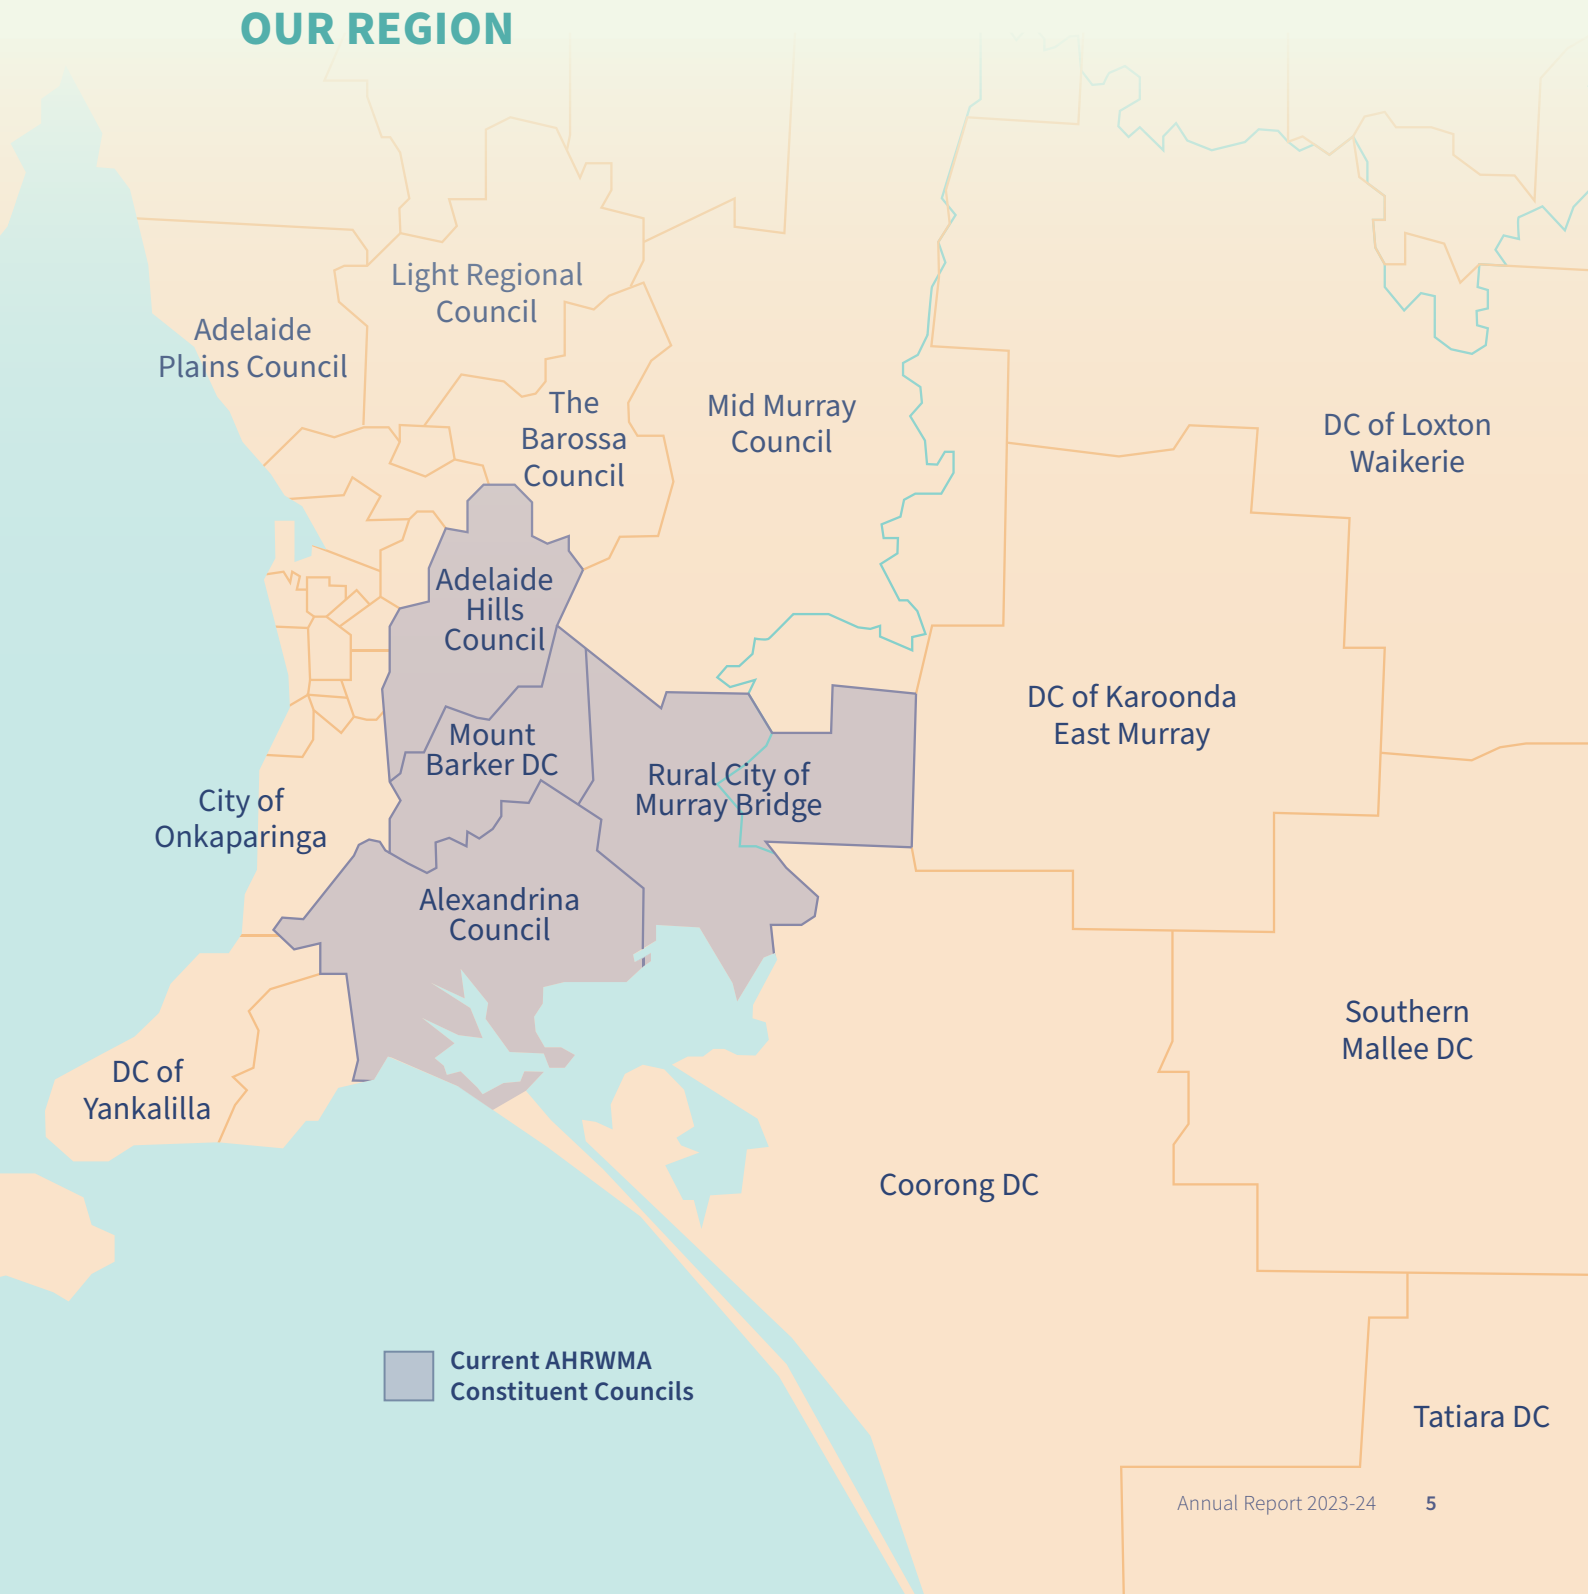 OUR REGION
Light Regional
Council
Adelaide
Plains Council
The
Barossa
Council
Mid Murray
Council
DC of Loxton
Waikerie
Adelaide
Hills
Council
DC of Karoonda
East Murray
Mount
Barker DC
Rural City of
Murray Bridge
City of
Onkaparinga
Alexandrina
Council
Southern
Mallee DC
DC of
Yankalilla
Coorong DC
Current AHRWMA
Constituent Councils
Tatiara DC
Annual Report 2023-24 5